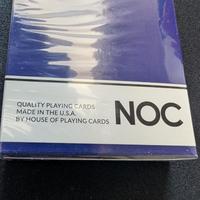 QUALITY PLAYING CARDS
MADE IN THE U.S.A.
BY HOUSE OF PLAYING CARDS
NOC